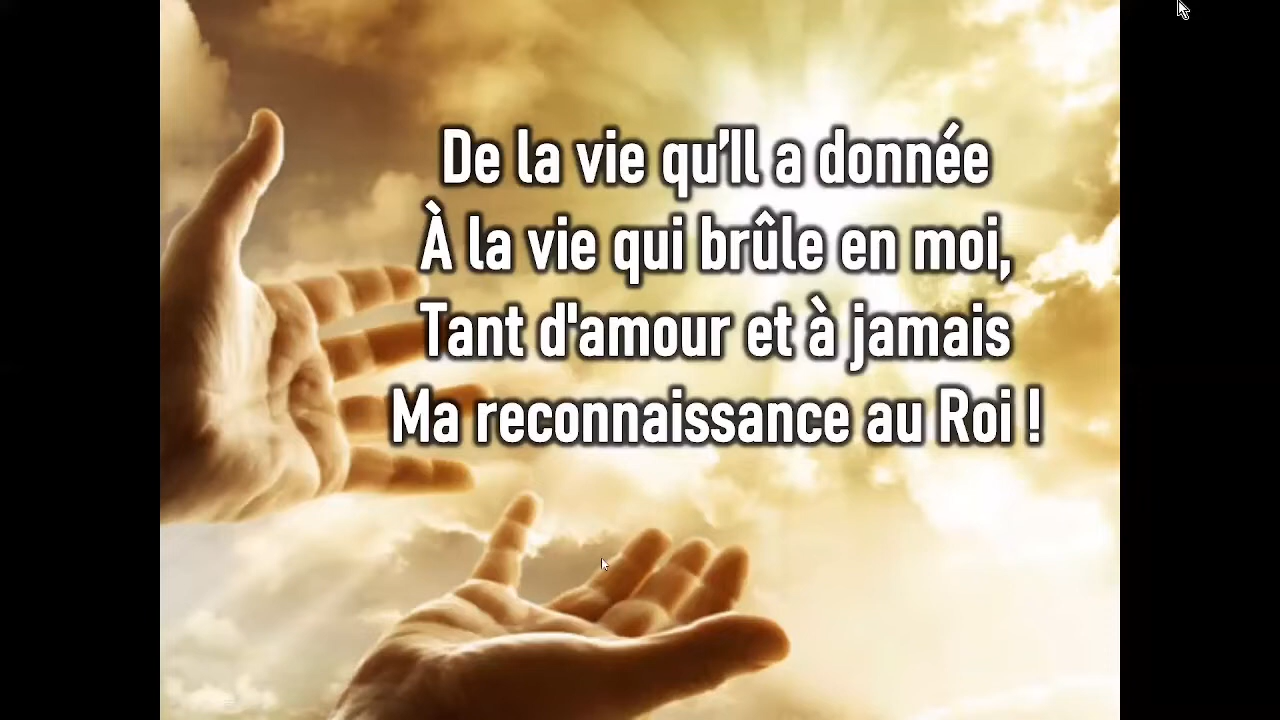 De la vie qu’Il a donnée
À la vie qui brûle en moi,
Tant d'amour et à jamais
Ma reconnaissance au Roi !